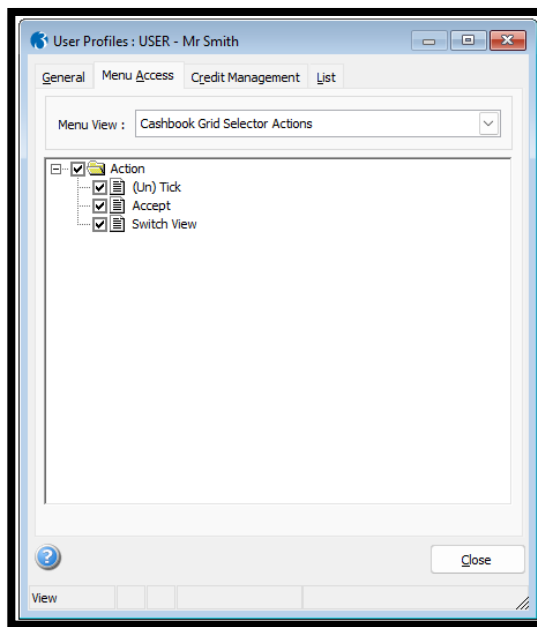 User Profiles : USER - Mr Smith
General Menu Access Credit Management List
Menu View : Cashbook Grid Selector Actions
Action
(Un) Tick
Accept
Switch View
Close
View